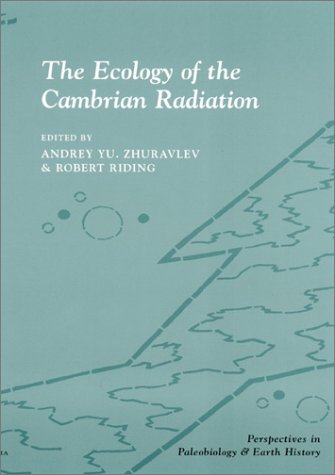 The Ecology of the
Cambrian Radiation
EDITED BY
ANDREY YU. ZHURAVLEV
& ROBERT RIDING
Perspectives in
Paleobiology & Earth History